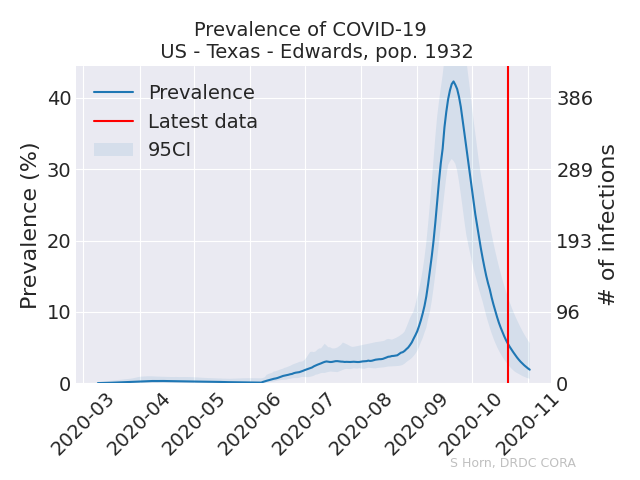 Prevalence of COVID-19
US - Texas - Edwards, pop. 1932
Prevalence
Latest data
95CI
Prevalence (%)
40
30
20
10
0
386
289
193
96
0
# of infections
2020-03
2020-04
2020-05
2020-06
2020-07
2020-08
2020-09
2020-10
2020-11
S Horn, DRDC CORA